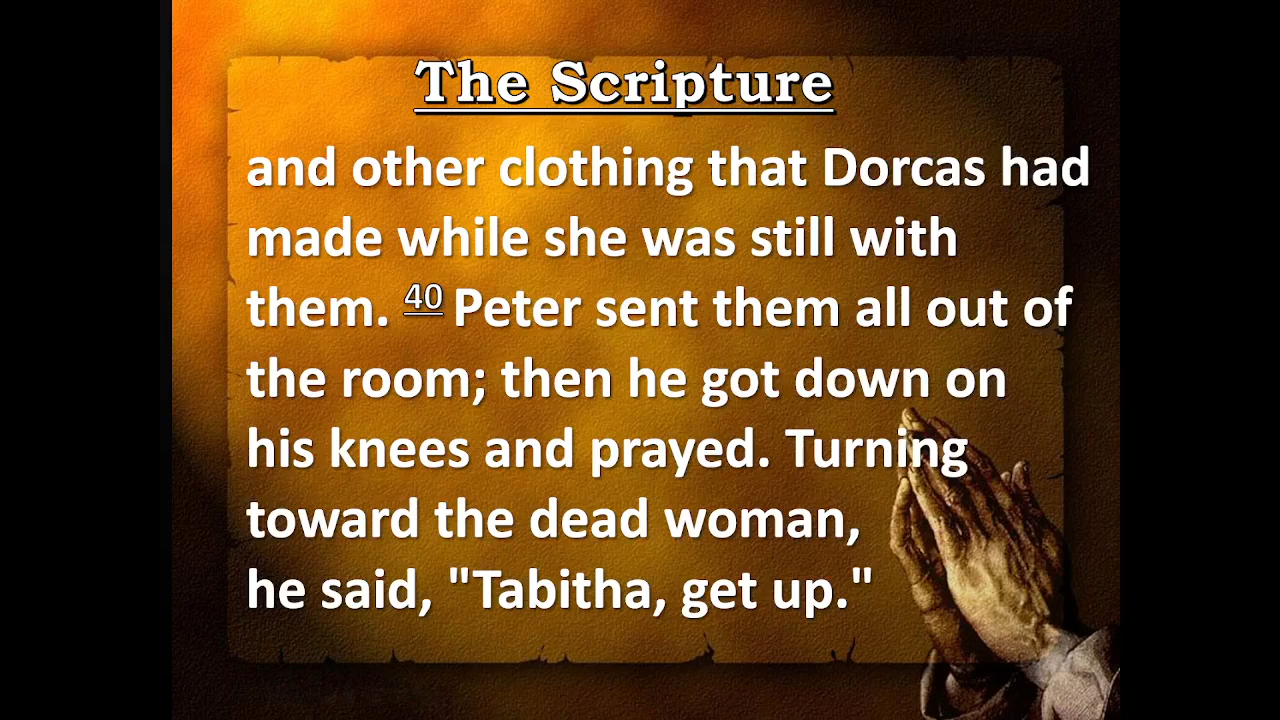 The Scripture
and other clothing that Dorcas had
made while she was still with
them. 40 Peter sent them all out of
the room; then he got down on
his knees and prayed. Turning
toward the dead woman,
he said, "Tabitha, get up."